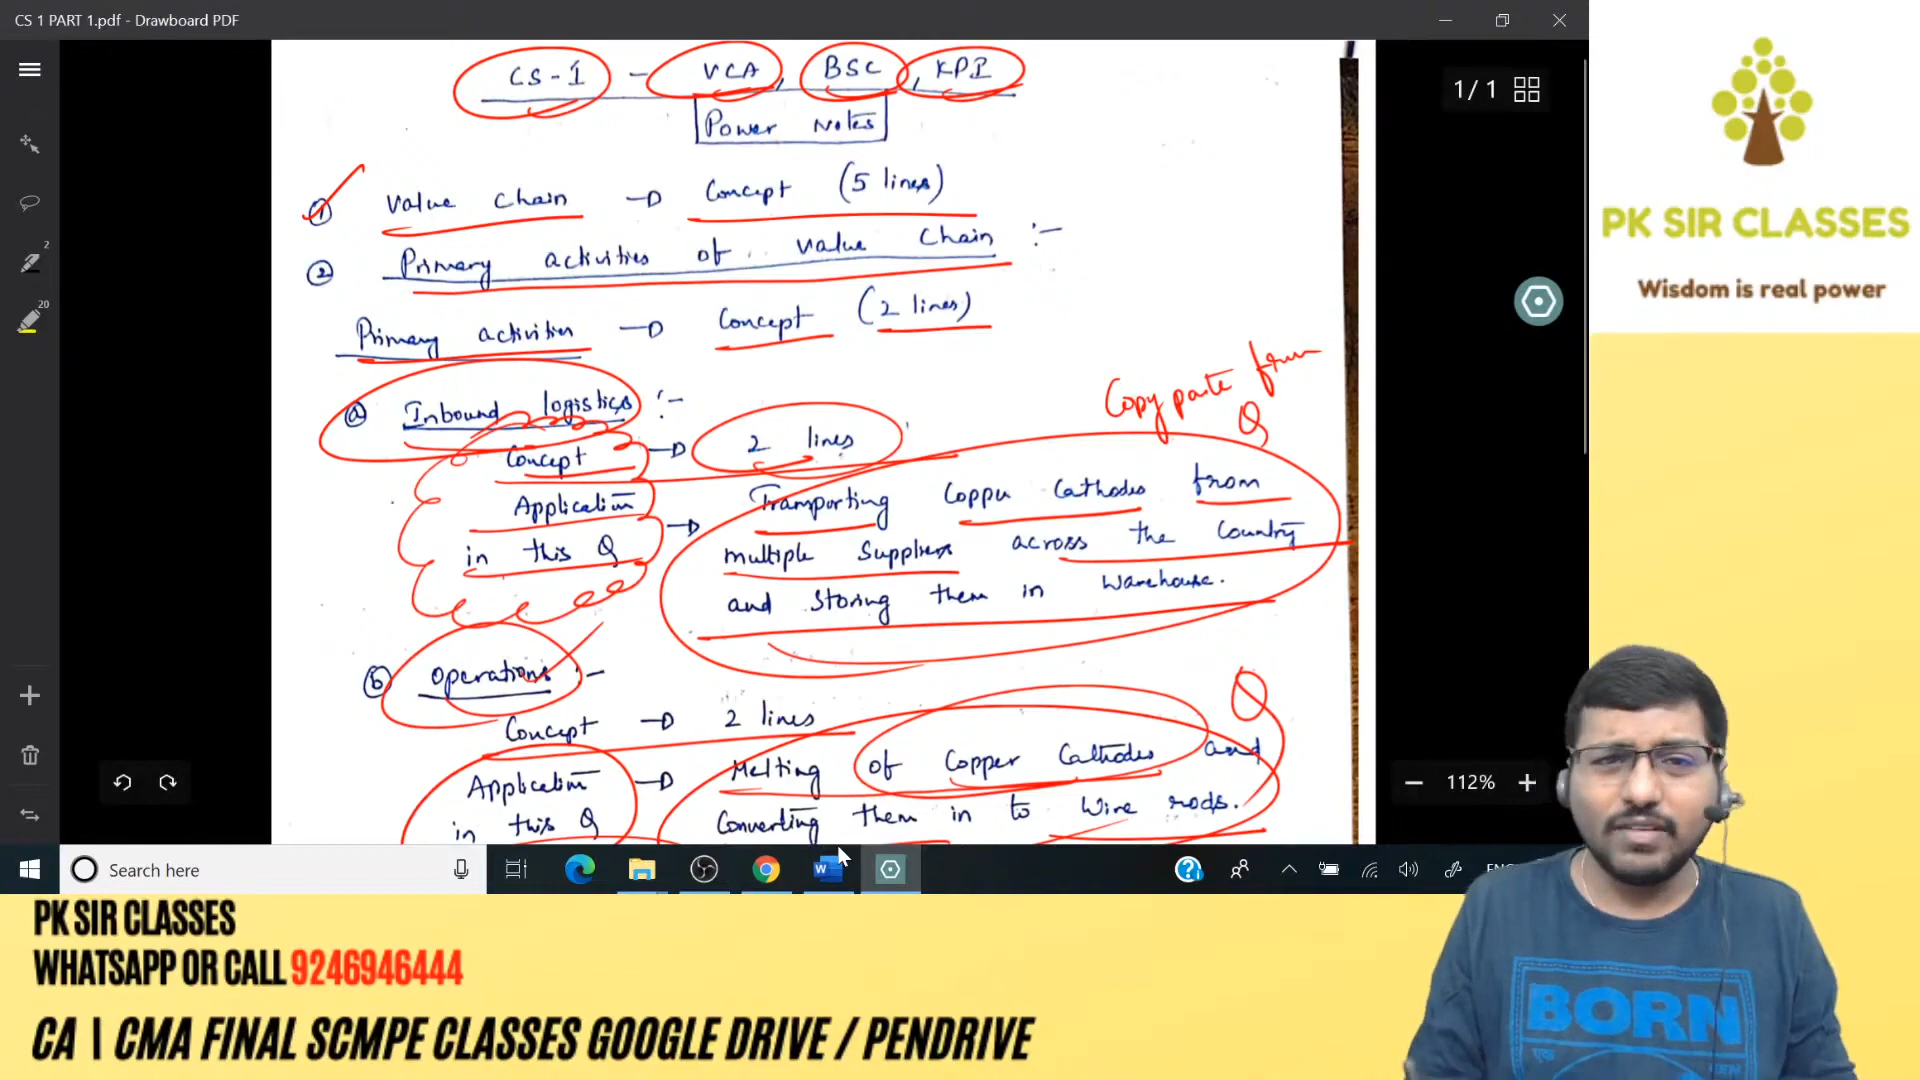 CS 1 PART 1.pdf - Drawboard PDF
CS-1 - VCA, BSC, KPI
Power Notes
1/1
① Value Chain → Concept (5 lines)
② Primary activities of value Chain :-
Primary activities → Concept (2 lines)
Copy paste from
Q
ⓐ Inbound logistics :-
Concept → 2 lines
Application → Transporting Copper Cathodes from
in this Q multiple Suppliers across the Country
and storing them in Warehouse.
ⓑ Operations :-
Q
Concept → 2 lines
Application → Melting of Copper Cathodes and
in this Q Converting them in to Wire rods.
2
20
112%
Search here
PK SIR CLASSES
Wisdom is real power
BORN
PK SIR CLASSES
WHATSAPP OR CALL 9246946444
CA \ CMA FINAL SCMPE CLASSES GOOGLE DRIVE / PENDRIVE